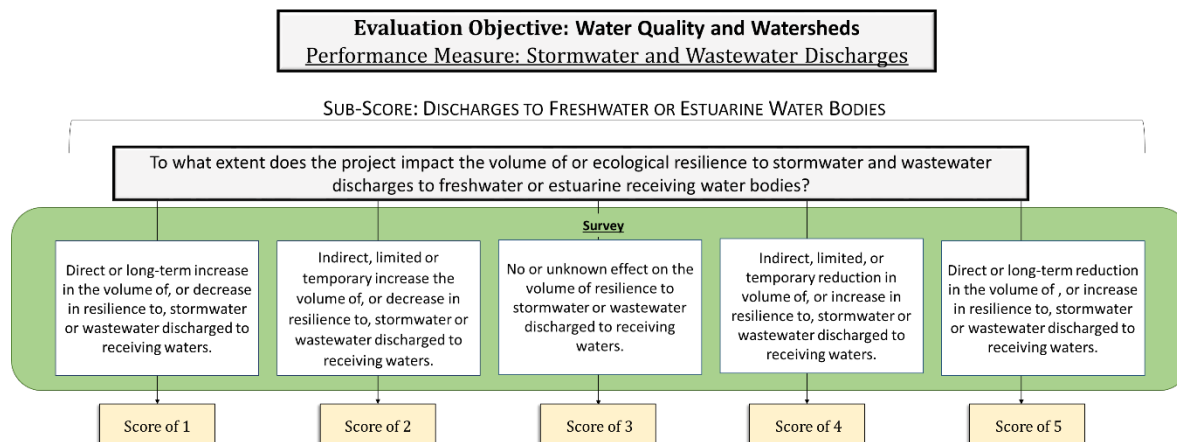 Evaluation Objective: Water Quality and Watersheds
Performance Measure: Stormwater and Wastewater Discharges
SUB-SCORE: DISCHARGES TO FRESHWATER OR ESTUARINE WATER BODIES
To what extent does the project impact the volume of or ecological resilience to stormwater and wastewater
discharges to freshwater or estuarine receiving water bodies?
Survey
Direct or long-term increase
in the volume of, or decrease
in resilience to, stormwater
or wastewater discharged to
receiving waters.
Indirect, limited or
temporary increase the
volume of, or decrease in
resilience to, stormwater or
wastewater discharged to
receiving waters.
No or unknown effect on the
volume of resilience to
stormwater or wastewater
discharged to receiving
waters.
Indirect, limited, or
temporary reduction in
volume of, or increase in
resilience to, stormwater or
wastewater discharged to
receiving waters.
Direct or long-term reduction
in the volume of , or increase
in resilience to, stormwater
or wastewater discharged to
receiving waters.
Score of 1
Score of 2
Score of 3
Score of 4
Score of 5